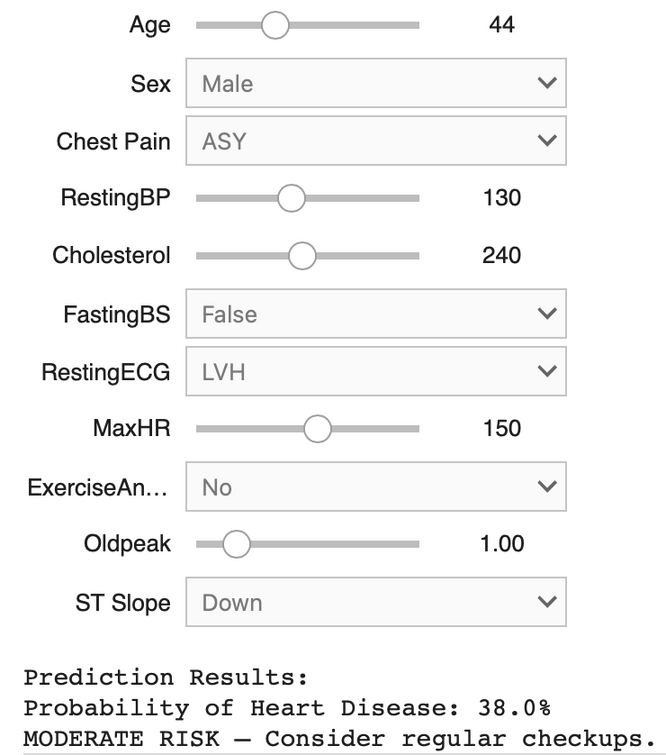 Age 44
Sex Male
Chest Pain ASY
RestingBP 130
Cholesterol 240
FastingBS False
RestingECG LVH
MaxHR 150
ExerciseAn... No
Oldpeak 1.00
ST Slope Down
Prediction Results:
Probability of Heart Disease: 38.0%
MODERATE RISK — Consider regular checkups.